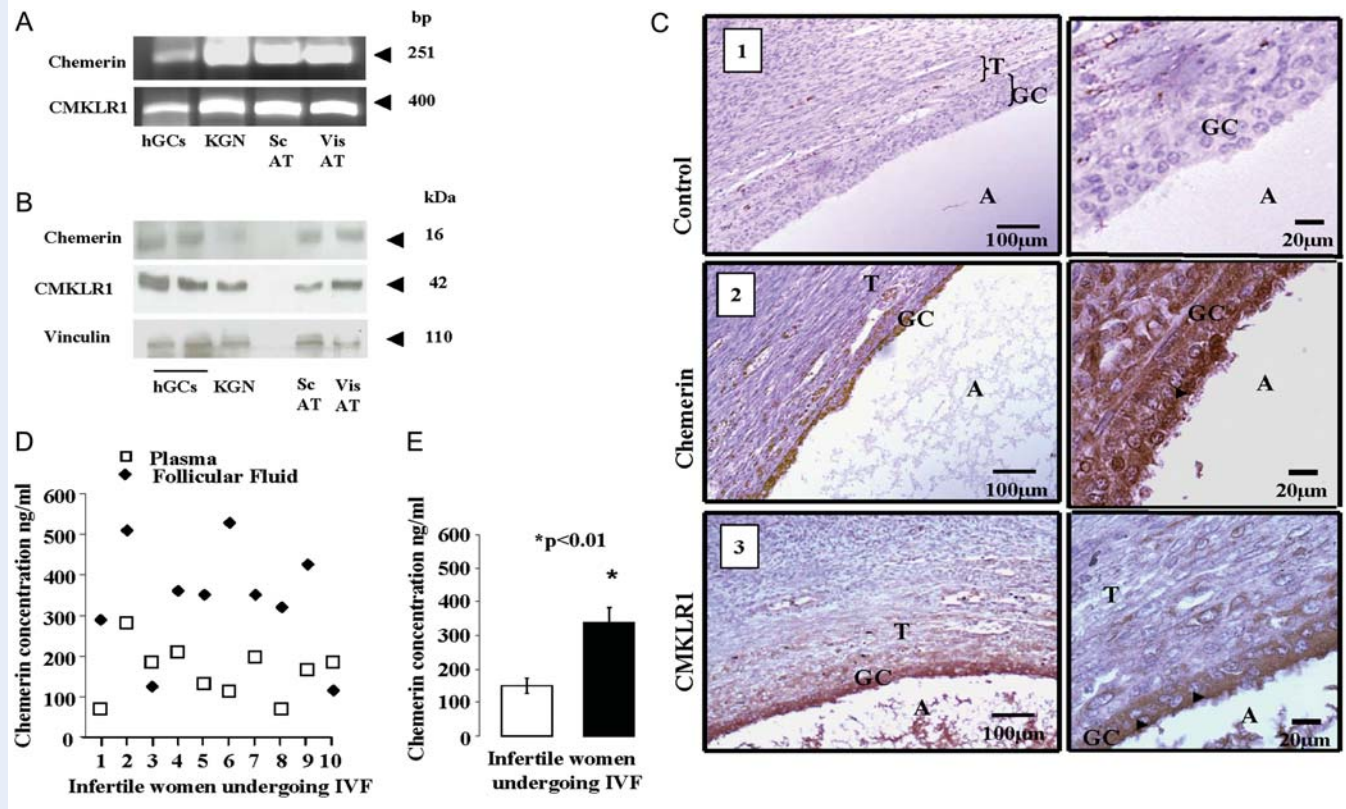 A
bp
Chemerin
251
CMKLR1
400
hGCs KGN Sc AT Vis AT
B
kDa
Chemerin
16
CMKLR1
42
Vinculin
110
hGCs KGN Sc AT Vis AT
C
Control
1
T
GC
A
100µm
GC
A
20µm
Chemerin
2
T
GC
A
100µm
GC
A
20µm
CMKLR1
3
T
GC
A
100µm
T
GC
A
20µm
D
Plasma
Follicular Fluid
Chemerin concentration ng/ml
600
500
400
300
200
100
0
1 2 3 4 5 6 7 8 9 10
Infertile women undergoing IVF
E
Chemerin concentration ng/ml
600
500
400
300
200
100
0
*p<0.01
*
Infertile women
undergoing IVF